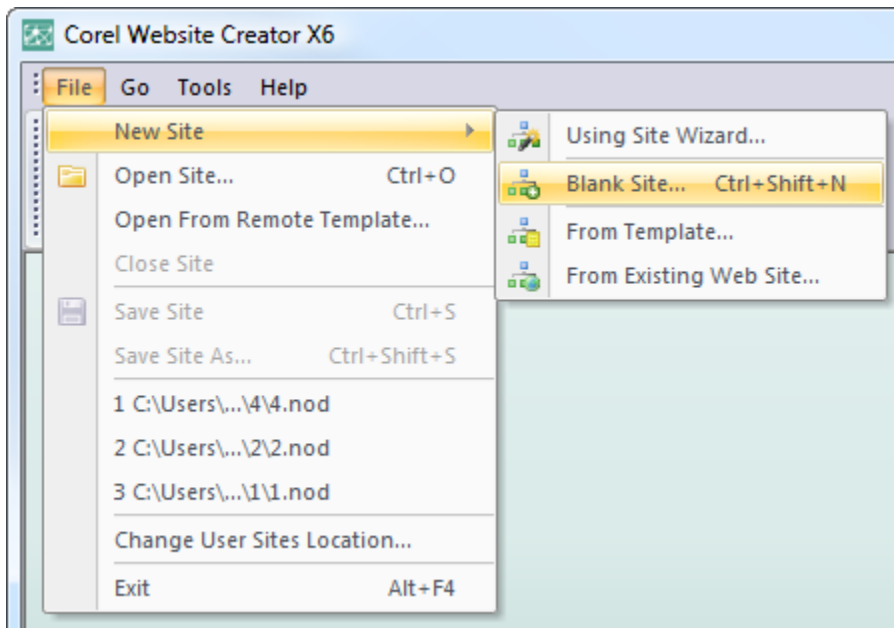 Corel Website Creator X6
File Go Tools Help
New Site
Open Site... Ctrl+O
Open From Remote Template...
Close Site
Save Site Ctrl+S
Save Site As... Ctrl+Shift+S
1 C:\Users\...\4\4.nod
2 C:\Users\...\2\2.nod
3 C:\Users\...\1\1.nod
Change User Sites Location...
Exit Alt+F4
Using Site Wizard...
Blank Site... Ctrl+Shift+N
From Template...
From Existing Web Site...